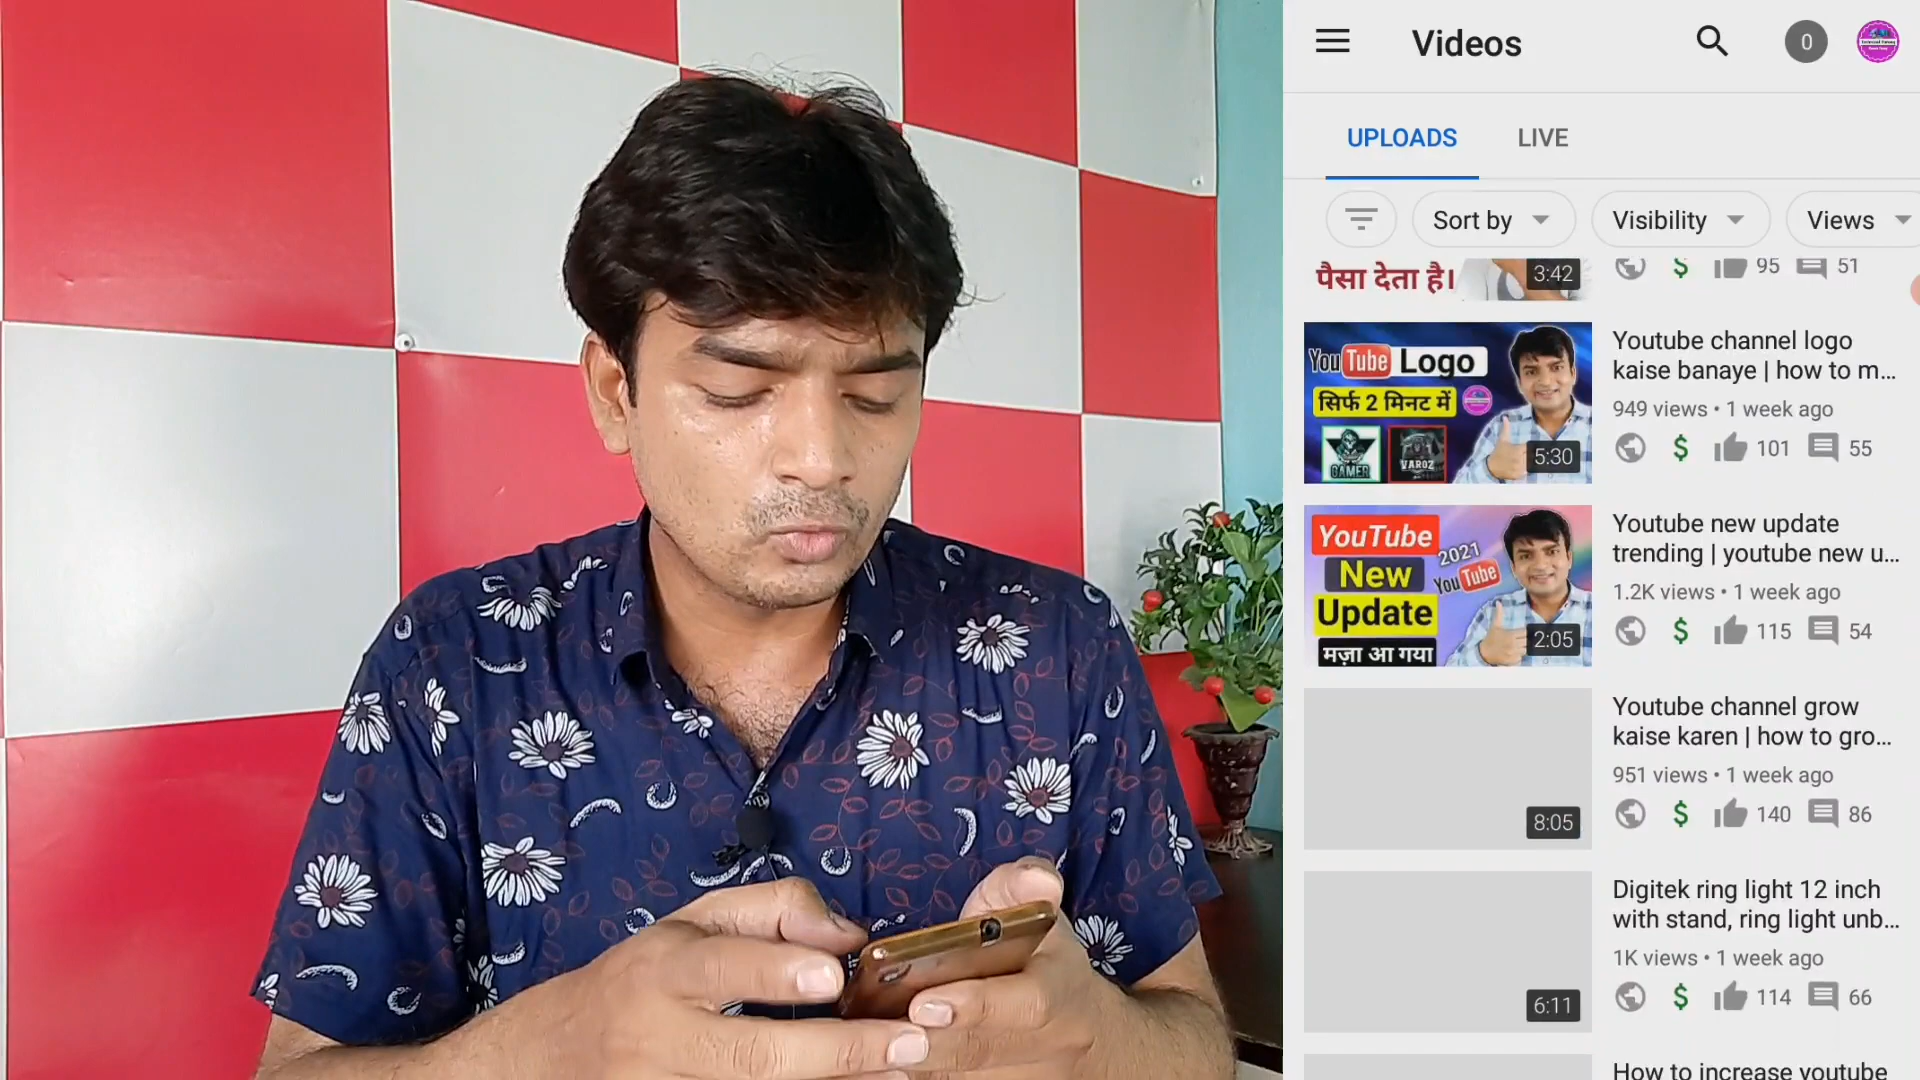 Videos
0
UPLOADS
LIVE
Sort by
Visibility
Views
पैसा देता है।
3:42
95
51
YouTube Logo
सिर्फ 2 मिनट में
GAMER
VAROZ
5:30
Youtube channel logo
kaise banaye | how to m...
949 views • 1 week ago
101
55
YouTube
2021
New
YouTube
Update
मज़ा आ गया
2:05
Youtube new update
trending | youtube new u...
1.2K views • 1 week ago
115
54
8:05
Youtube channel grow
kaise karen | how to gro...
951 views • 1 week ago
140
86
6:11
Digitek ring light 12 inch
with stand, ring light unb...
1K views • 1 week ago
114
66
How to increase youtube